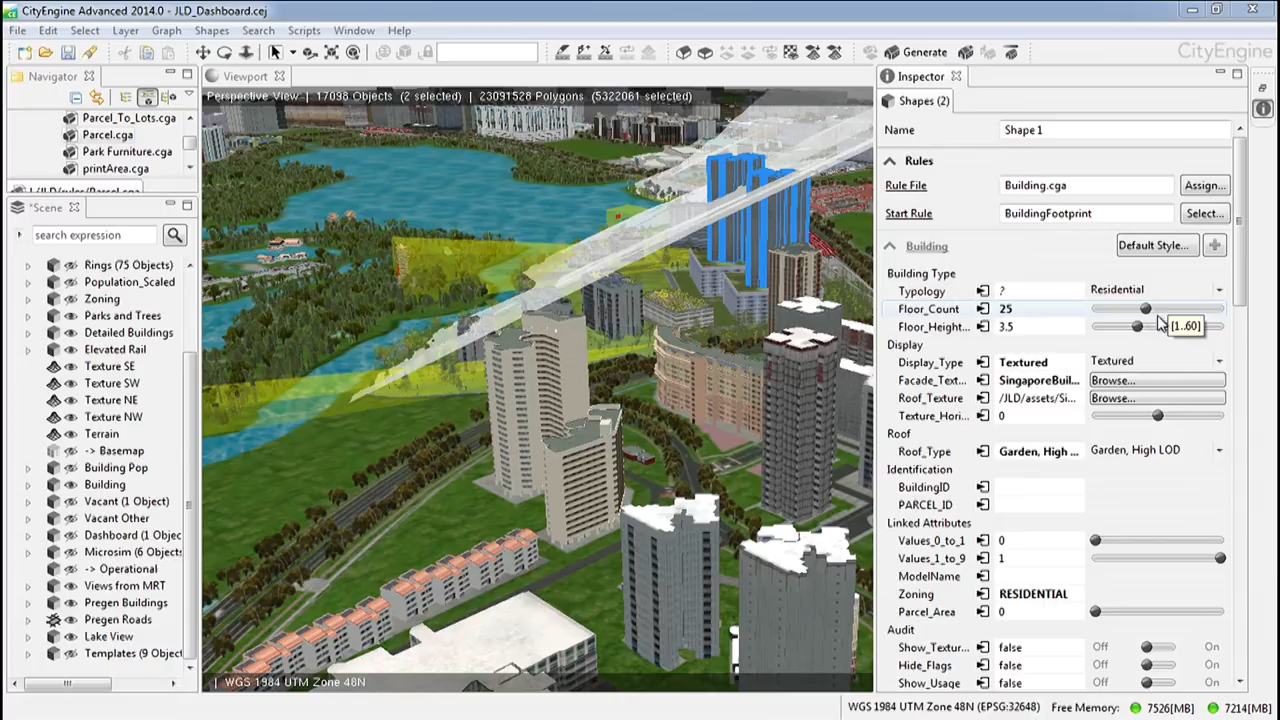 CityEngine Advanced 2014.0 - JLD_Dashboard.cej
File Edit Select Layer Graph Shapes Search Scripts Window Help
Generate
CityEngine
Navigator
Parcel_To_Lots.cga
Parcel.cga
Park Furniture.cga
printArea.cga
*Scene
search expression
Rings (75 Objects)
Population_Scaled
Zoning
Parks and Trees
Detailed Buildings
Elevated Rail
Texture SE
Texture SW
Texture NE
Texture NW
Terrain
-> Basemap
Building Pop
Building
Vacant (1 Object)
Vacant Other
Dashboard (1 Object
Microsim (6 Objects
-> Operational
Views from MRT
Pregen Buildings
Pregen Roads
Lake View
Templates (9 Object
Viewport
Perspective View | 17098 Objects (2 selected) | 23091528 Polygons (5322061 selected)
| WGS 1984 UTM Zone 48N
Inspector
Shapes (2)
Name Shape 1
Rules
Rule File Building.cga Assign...
Start Rule BuildingFootprint Select...
Building Default Style...
Building Type
Typology ? Residential
Floor_Count 25
[1..60]
Floor_Height... 3.5
Display
Display_Type Textured Textured
Facade_Text... SingaporeBuil... Browse...
Roof_Texture /JLD/assets/Si... Browse...
Texture_Hori... 0
Roof
Roof_Type Garden, High ... Garden, High LOD
Identification
BuildingID
PARCEL_ID
Linked Attributes
Values_0_to_1 0
Values_1_to_9 1
ModelName
Zoning RESIDENTIAL
Parcel_Area 0
Audit
Show_Textur... false Off On
Hide_Flags false Off On
Show_Usage false Off On
WGS 1984 UTM Zone 48N (EPSG:32648) Free Memory: 7526[MB] 7214[MB]